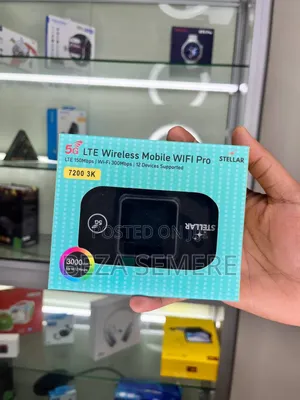 5G LTE Wireless Mobile WIFI Pro
STELLAR
LTE 150Mbps | Wi-Fi 300Mbps | 12 Devices Supported
7200 3K
5G
STELLAR
3000
POSTED ON
SEMERE